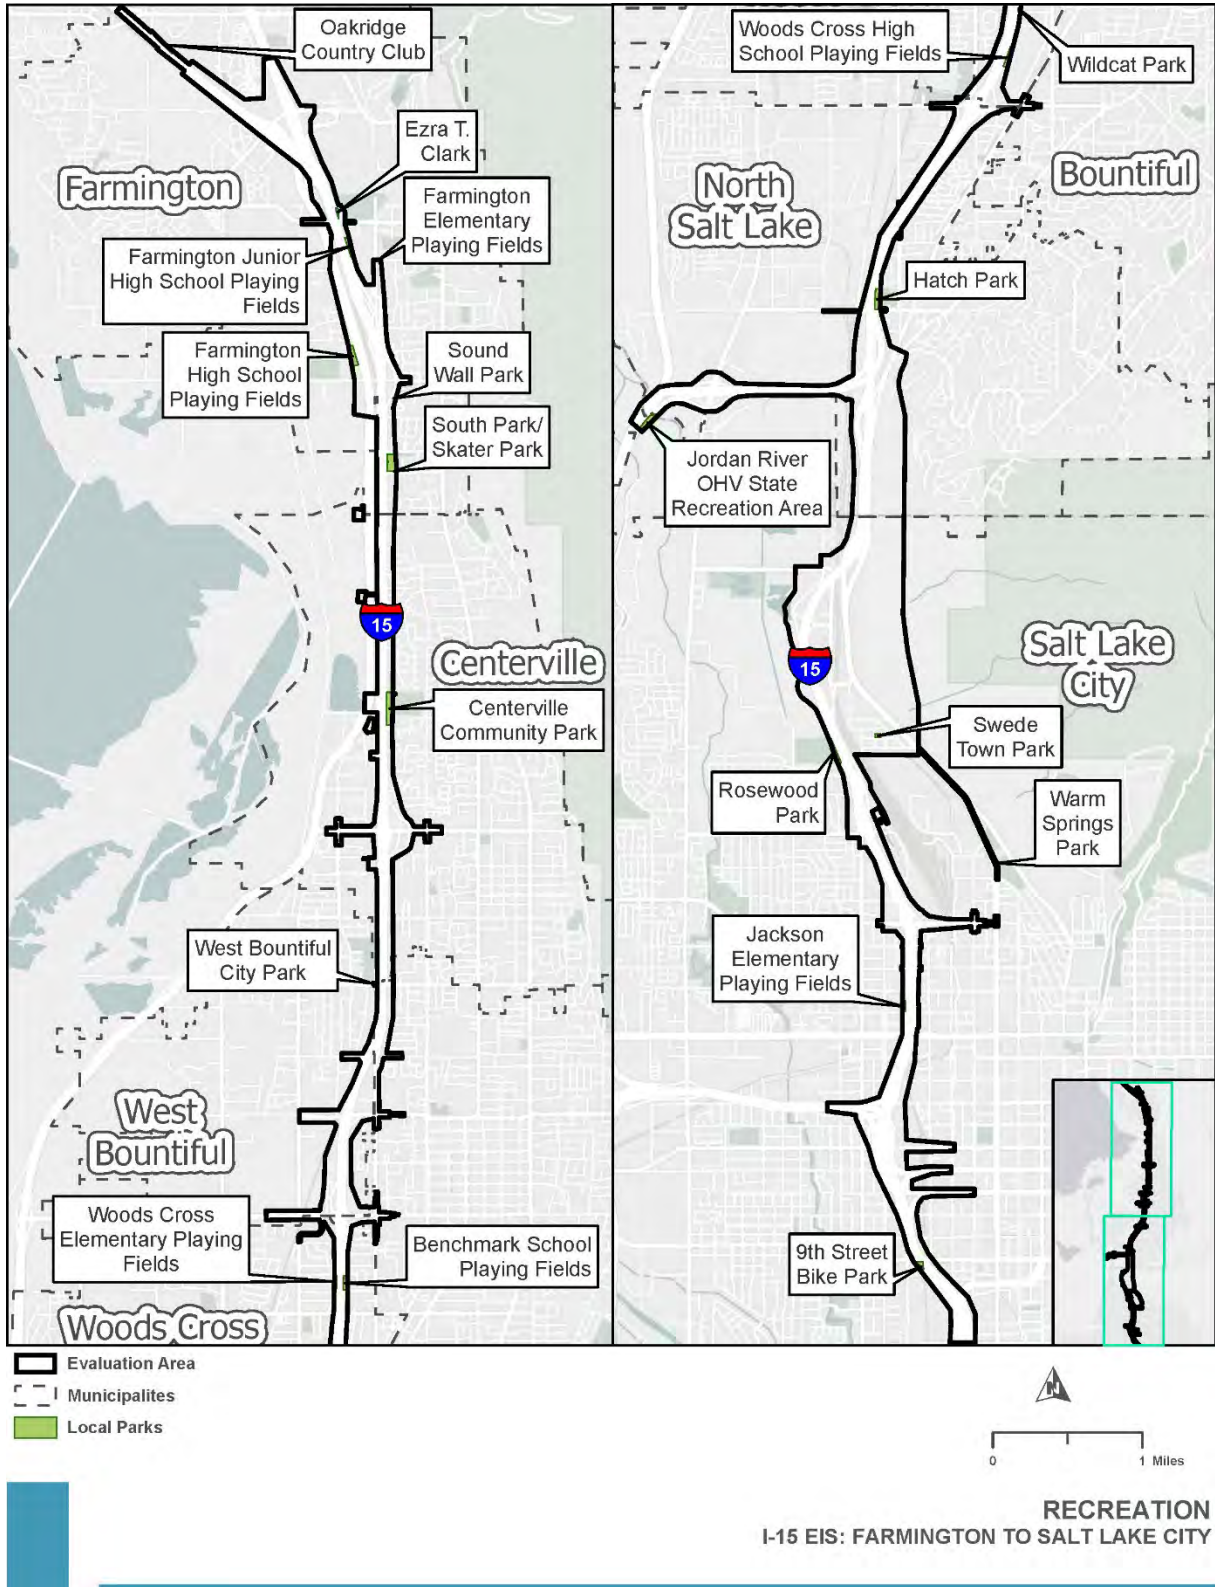 Oakridge
Country Club
Ezra T.
Clark
Farmington
Farmington
Elementary
Playing Fields
Farmington Junior
High School Playing
Fields
Farmington
High School
Playing Fields
Sound
Wall Park
South Park/
Skater Park
15
Centerville
Centerville
Community Park
West Bountiful
City Park
West
Bountiful
Woods Cross
Elementary Playing
Fields
Benchmark School
Playing Fields
Woods Cross
Woods Cross High
School Playing Fields
Wildcat Park
North
Salt Lake
Bountiful
Hatch Park
Jordan River
OHV State
Recreation Area
15
Salt Lake
City
Swede
Town Park
Rosewood
Park
Warm
Springs
Park
Jackson
Elementary
Playing Fields
9th Street
Bike Park
Evaluation Area
Municipalites
Local Parks
N
0 1 Miles
RECREATION
I-15 EIS: FARMINGTON TO SALT LAKE CITY